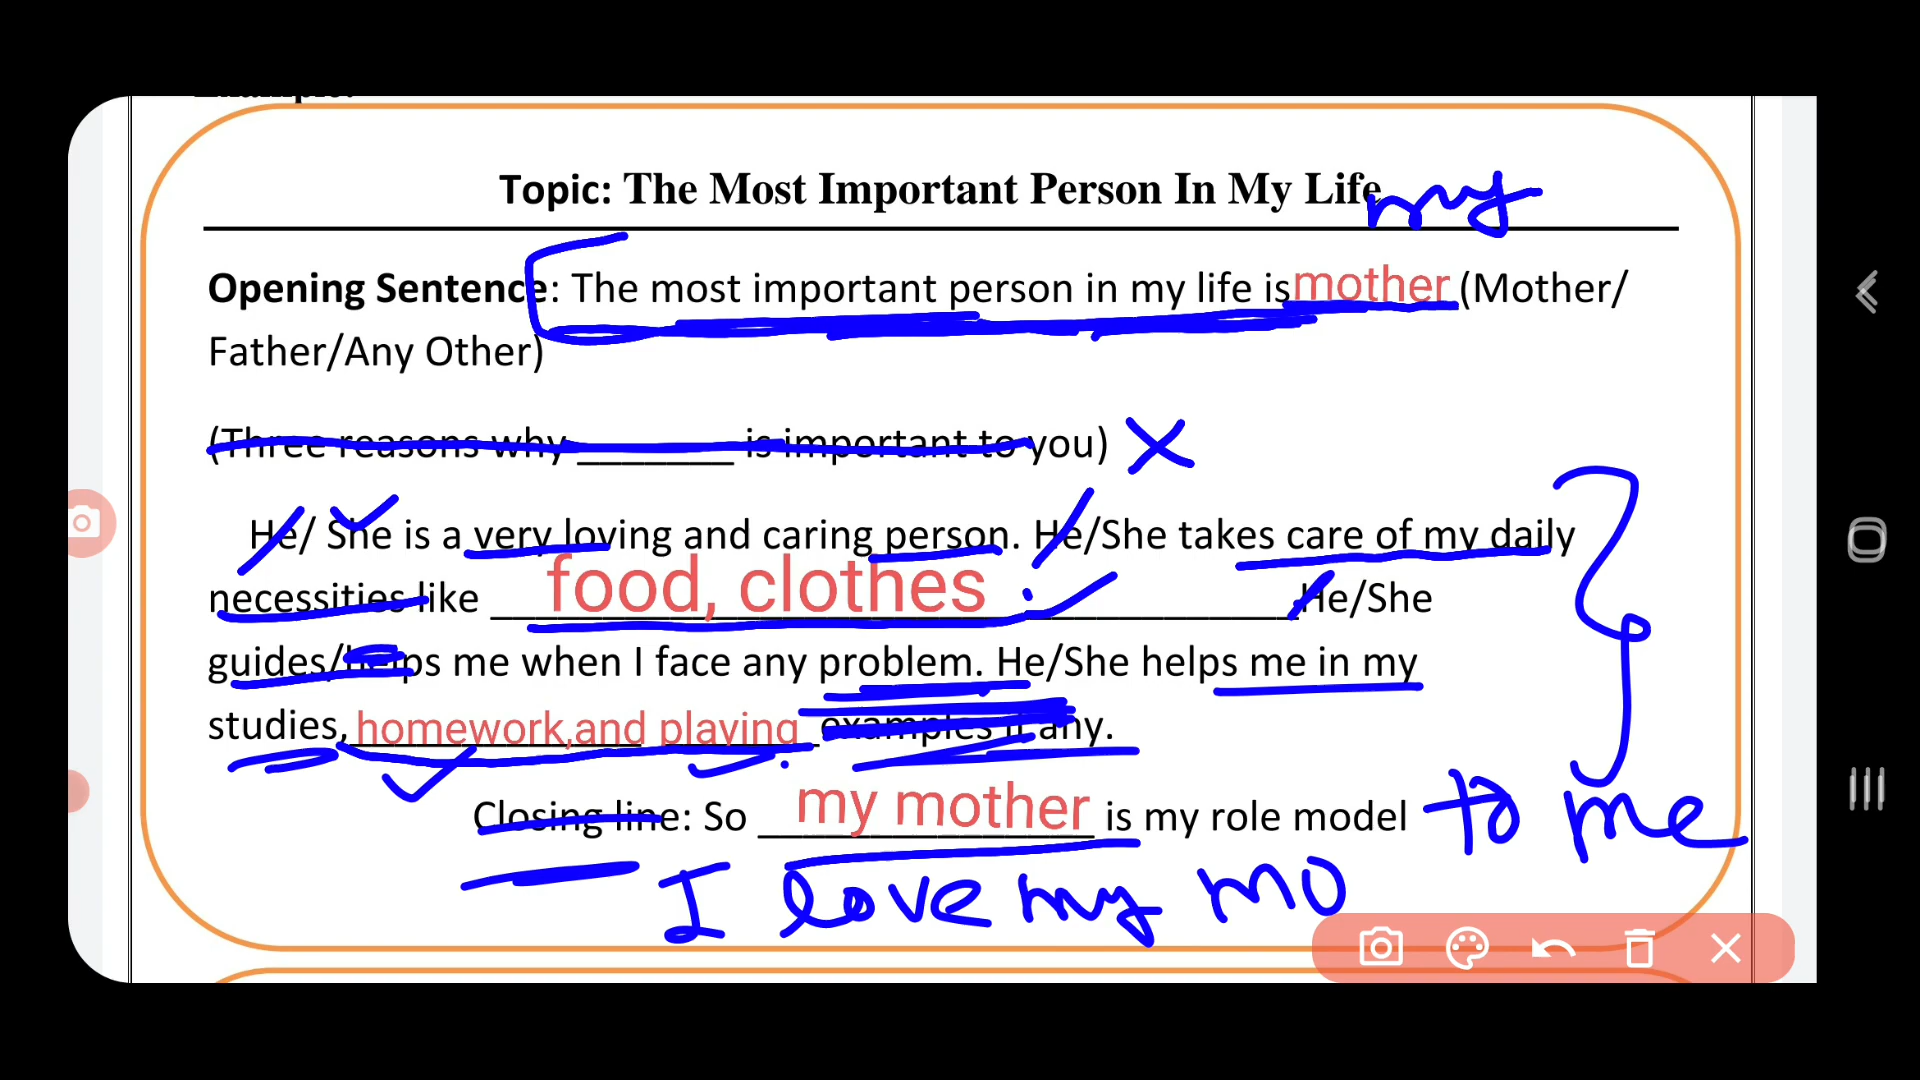 Topic: The Most Important Person In My Life
my
Opening Sentence: The most important person in my life is mother (Mother/
Father/Any Other)
(Three reasons why _______ is important to you)
He/ She is a very loving and caring person. He/She takes care of my daily
necessities like food, clothes He/She
guides/helps me when I face any problem. He/She helps me in my
studies, homework,and playing examples if any.
Closing line: So my mother is my role model to me
I love my mo